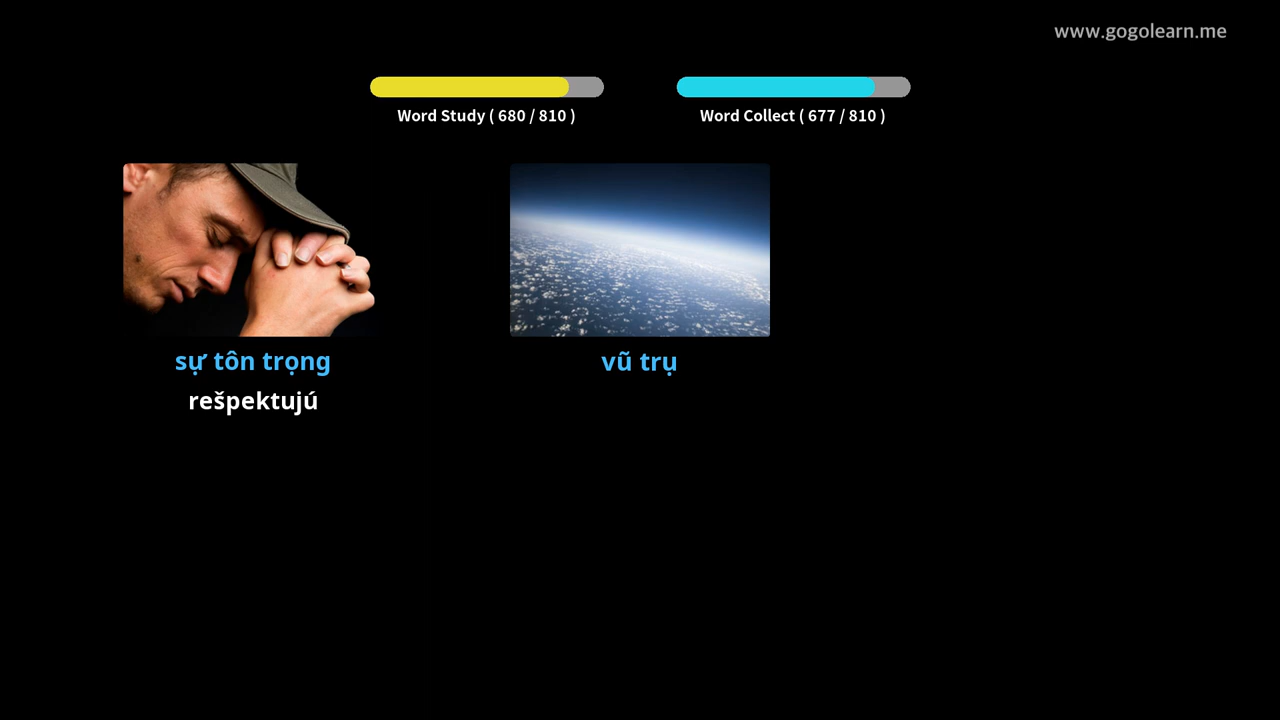 www.gogolearn.me
Word Study ( 680 / 810 )
Word Collect ( 677 / 810 )
sự tôn trọng
vũ trụ
rešpektujú